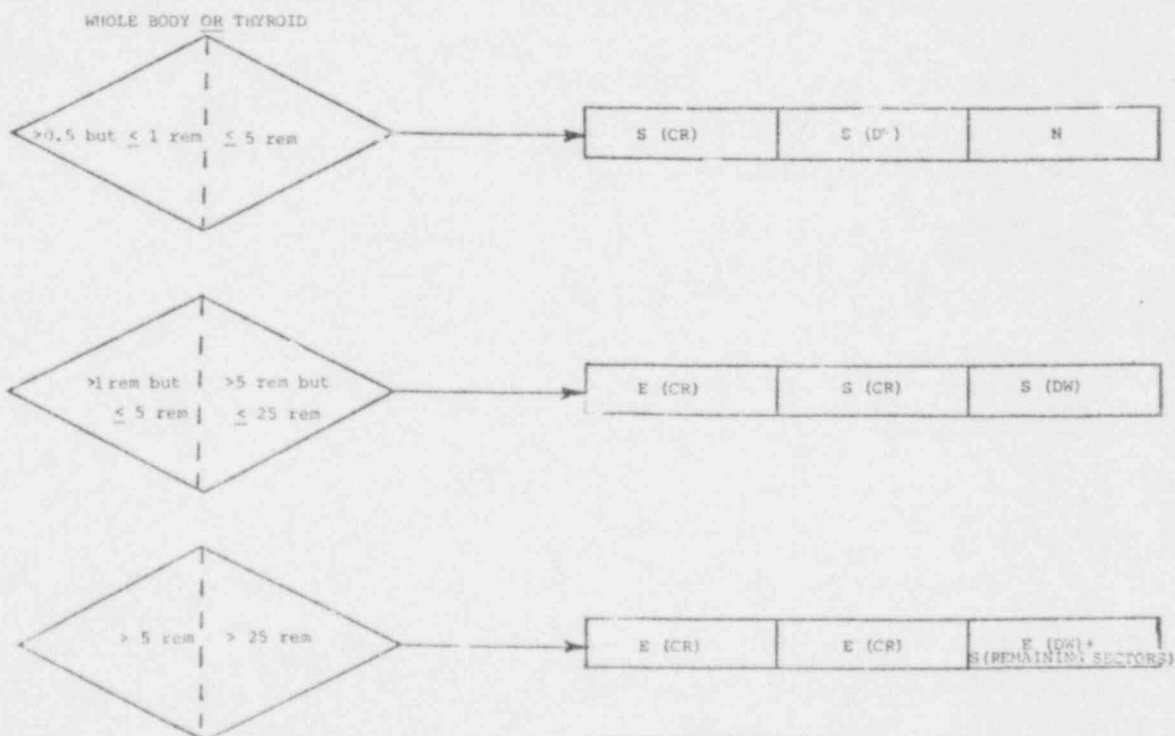 WHOLE BODY OR THYROID
>0.5 but ≤ 1 rem ≤ 5 rem
S (CR) S N
>1 rem but >5 rem but
≤ 5 rem ≤ 25 rem
E (CR) S (CR) S (DW)
> 5 rem > 25 rem
E (CR) E (CR) E (DW)+
S(REMAINING SECTORS)